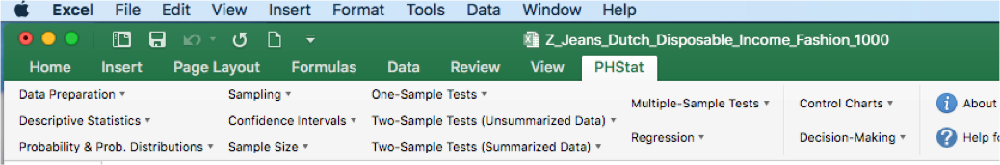 Excel File Edit View Insert Format Tools Data Window Help
Z_Jeans_Dutch_Disposable_Income_Fashion_1000
Home Insert Page Layout Formulas Data Review View PHStat
Data Preparation
Descriptive Statistics
Probability & Prob. Distributions
Sampling
Confidence Intervals
Sample Size
One-Sample Tests
Two-Sample Tests (Unsummarized Data)
Two-Sample Tests (Summarized Data)
Multiple-Sample Tests
Regression
Control Charts
Decision-Making
About
Help fo